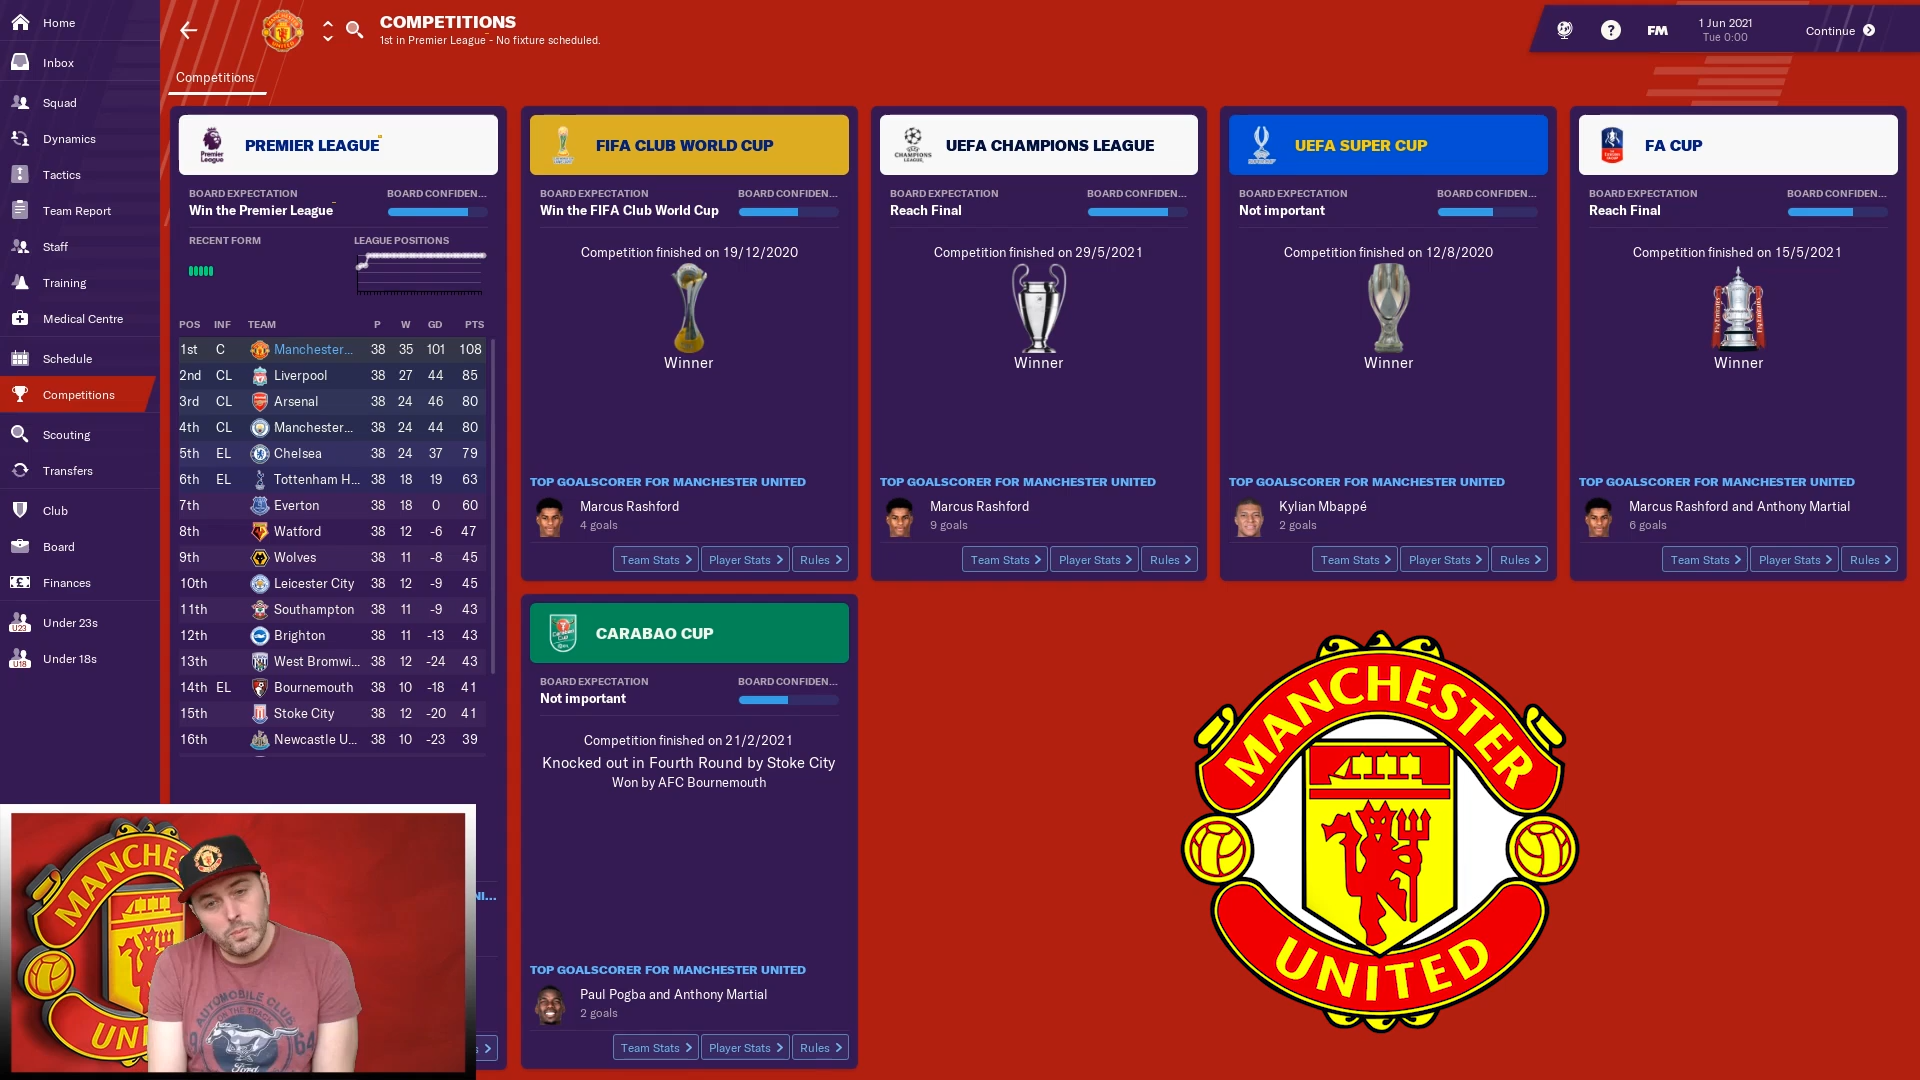 Home
Inbox
Squad
Dynamics
Tactics
Team Report
Staff
Training
Medical Centre
Schedule
Competitions
Scouting
Transfers
Club
Board
Finances
U23 Under 23s
U18 Under 18s
COMPETITIONS
1st in Premier League - No fixture scheduled.
? FM 1 Jun 2021 Continue
Tue 0:00
Competitions
Premier League PREMIER LEAGUE
BOARD EXPECTATION BOARD CONFIDEN...
Win the Premier League
RECENT FORM LEAGUE POSITIONS
POS INF TEAM P W GD PTS
1st C Manchester... 38 35 101 108
2nd CL Liverpool 38 27 44 85
3rd CL Arsenal 38 24 46 80
4th CL Manchester... 38 24 44 80
5th EL Chelsea 38 24 37 79
6th EL Tottenham H... 38 18 19 63
7th Everton 38 18 0 60
8th Watford 38 12 -6 47
9th Wolves 38 11 -8 45
10th Leicester City 38 12 -9 45
11th Southampton 38 11 -9 43
12th Brighton 38 11 -13 43
13th West Bromwi... 38 12 -24 43
14th EL Bournemouth 38 10 -18 41
15th Stoke City 38 12 -20 41
16th Newcastle U... 38 10 -23 39
NI...
FIFA CLUB WORLD CUP
BOARD EXPECTATION BOARD CONFIDEN...
Win the FIFA Club World Cup
Competition finished on 19/12/2020
Winner
TOP GOALSCORER FOR MANCHESTER UNITED
Marcus Rashford
4 goals
Team Stats Player Stats Rules
CHAMPIONS LEAGUE UEFA CHAMPIONS LEAGUE
BOARD EXPECTATION BOARD CONFIDEN...
Reach Final
Competition finished on 29/5/2021
Winner
TOP GOALSCORER FOR MANCHESTER UNITED
Marcus Rashford
9 goals
Team Stats Player Stats Rules
UEFA SUPER CUP
BOARD EXPECTATION BOARD CONFIDEN...
Not important
Competition finished on 12/8/2020
Winner
TOP GOALSCORER FOR MANCHESTER UNITED
Kylian Mbappé
2 goals
Team Stats Player Stats Rules
FA CUP
BOARD EXPECTATION BOARD CONFIDEN...
Reach Final
Competition finished on 15/5/2021
Winner
TOP GOALSCORER FOR MANCHESTER UNITED
Marcus Rashford and Anthony Martial
6 goals
Team Stats Player Stats Rules
CARABAO CUP
BOARD EXPECTATION BOARD CONFIDEN...
Not important
Competition finished on 21/2/2021
Knocked out in Fourth Round by Stoke City
Won by AFC Bournemouth
TOP GOALSCORER FOR MANCHESTER UNITED
Paul Pogba and Anthony Martial
2 goals
Team Stats Player Stats Rules
MANCHESTER
UNITED
MANCHE
UNI
AUTOMOBILE CLUB
ON THE TRACK
64
Ford